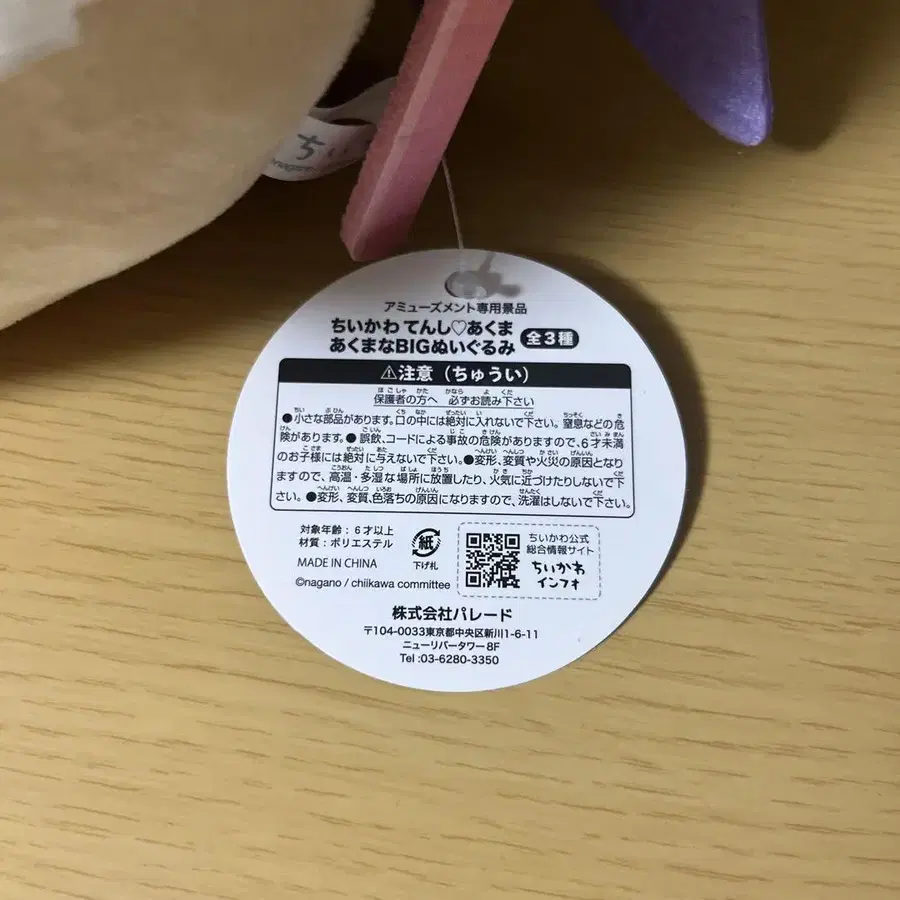 ち
アミューズメント専用景品
ちいかわ てんし♡あくま
あくまなBIGぬいぐるみ 全3種
⚠注意（ちゅうい）
保護者の方へ 必ずお読み下さい
●小さな部品があります。口の中には絶対に入れないで下さい。窒息などの危
険があります。●誤飲、コードによる事故の危険がありますので、6才未満
のお子様には絶対に与えないで下さい。●変形、変質や火災の原因となり
ますので、高温・多湿な場所に放置したり、火気に近づけたりしないで下
さい。●変形、変質、色落ちの原因になりますので、洗濯はしないで下さい。
対象年齢：6才以上
材質：ポリエステル
MADE IN CHINA
紙
下げ札
ちいかわ公式
総合情報サイト
ちいかわ
インフォ
©nagano / chiikawa committee
株式会社パレード
〒104-0033東京都中央区新川1-6-11
ニューリバータワー 8F
Tel :03-6280-3350